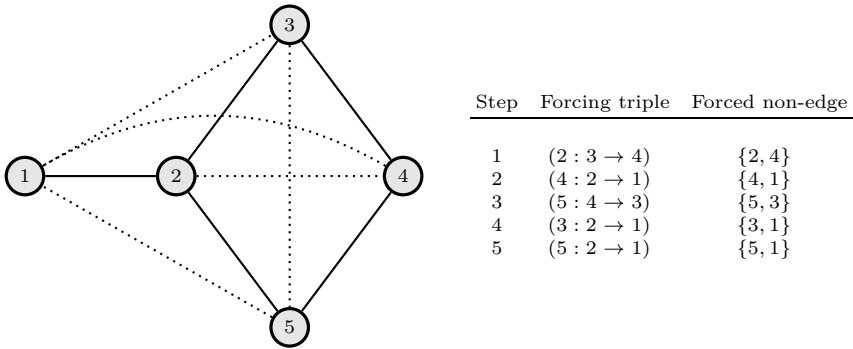 3
1
2
4
5
Step Forcing triple Forced non-edge
1 (2 : 3 → 4) {2, 4}
2 (4 : 2 → 1) {4, 1}
3 (5 : 4 → 3) {5, 3}
4 (3 : 2 → 1) {3, 1}
5 (5 : 2 → 1) {5, 1}